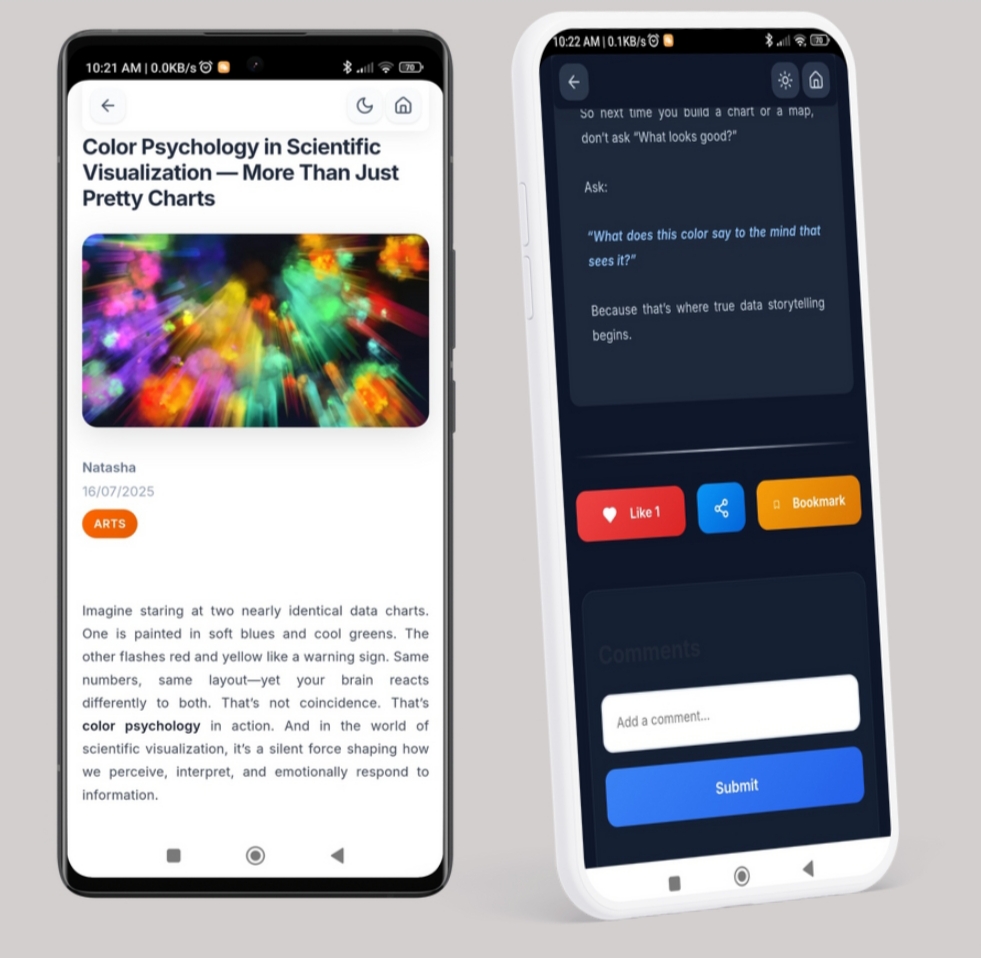 10:21 AM | 0.0KB/s
70
Color Psychology in Scientific
Visualization — More Than Just
Pretty Charts
Natasha
16/07/2025
ARTS
Imagine staring at two nearly identical data charts.
One is painted in soft blues and cool greens. The
other flashes red and yellow like a warning sign. Same
numbers, same layout—yet your brain reacts
differently to both. That's not coincidence. That's
color psychology in action. And in the world of
scientific visualization, it's a silent force shaping how
we perceive, interpret, and emotionally respond to
information.
10:22 AM | 0.1KB/s
70
So next time you build a chart or a map,
don't ask "What looks good?"
Ask:
"What does this color say to the mind that
sees it?"
Because that's where true data storytelling
begins.
Like 1
Bookmark
Comments
Add a comment...
Submit